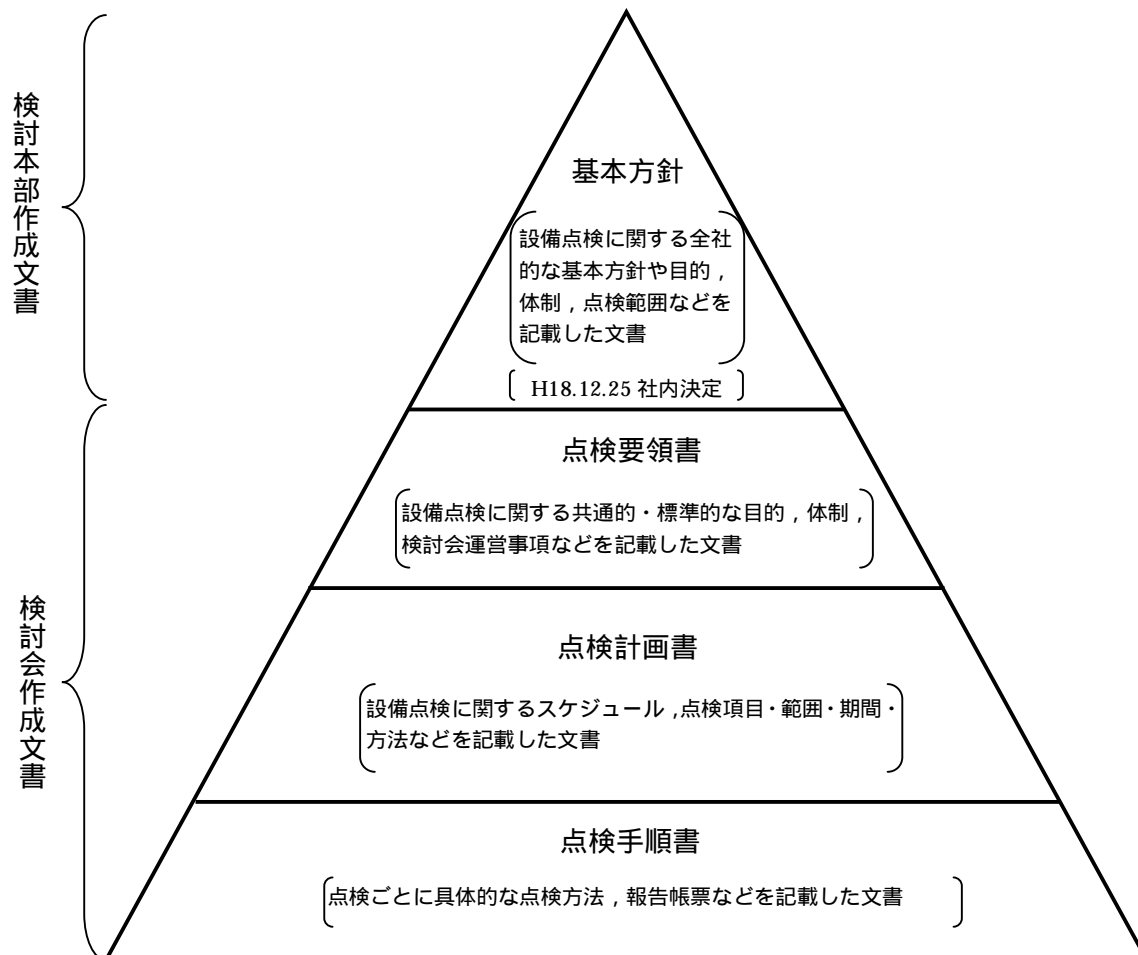 検討本部作成文書
基本方針
設備点検に関する全社
的な基本方針や目的，
体制，点検範囲などを
記載した文書
H18.12.25 社内決定
検討会作成文書
点検要領書
設備点検に関する共通的・標準的な目的，体制，
検討会運営事項などを記載した文書
点検計画書
設備点検に関するスケジュール，点検項目・範囲・期間・
方法などを記載した文書
点検手順書
点検ごとに具体的な点検方法，報告帳票などを記載した文書